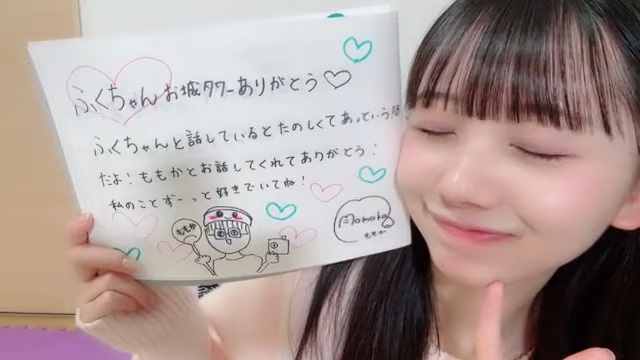 ふくちゃんお城タワーありがとう♡
ふくちゃんと話しているとたのしくてあっという間
だよ！ももかとお話してくれてありがとう！
私のことずーっと好きでいてね！
ももか
Momoka
ももか